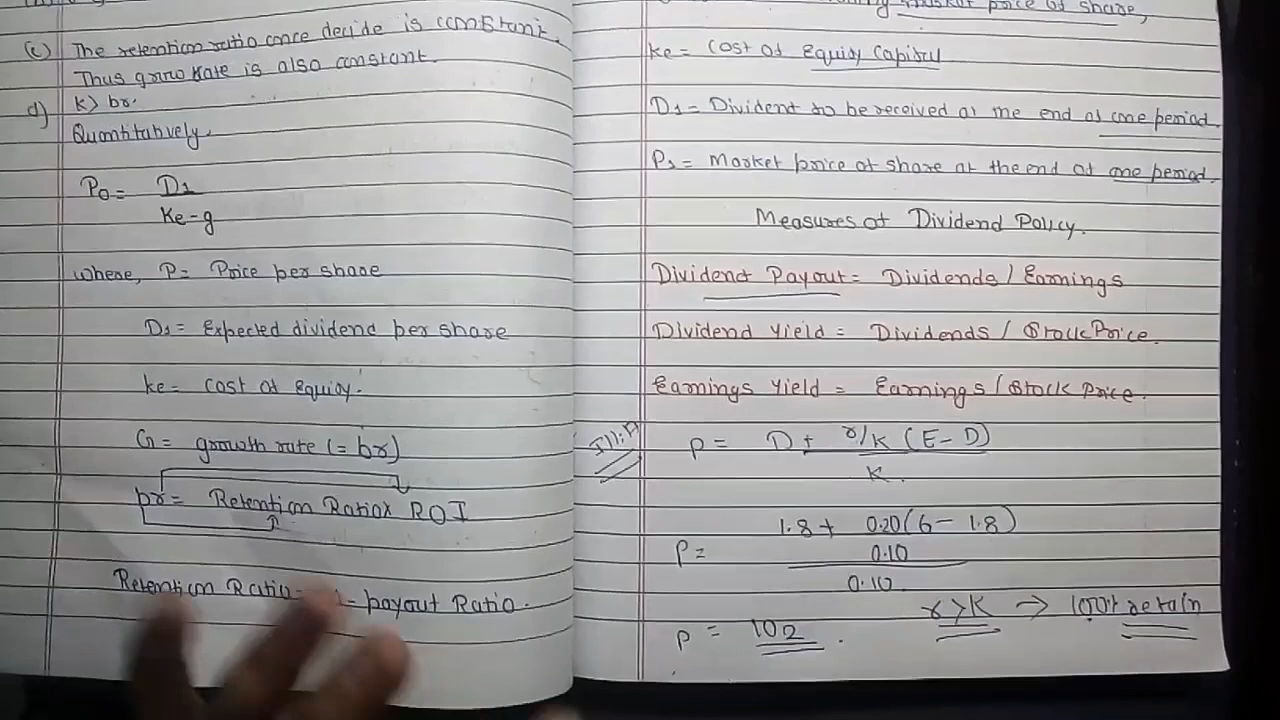 (c) The retention ratio once decide is constant.
Thus grow rate is also constant.
d) K > br.
Quantitatively.
P0 = D1
Ke-g
where, P = Price per share
D1 = Expected dividend per share
ke = cost of equity.
G = growth rate (= br)
br = Retention Ratio x ROI
Retention Ratio = 1 - payout Ratio.
market price of share,
ke = Cost of Equity Capital
D1 = Divident to be received at the end of one period.
P1 = Market price of share at the end of one period.
Measures of Dividend Policy.
Divident Payout = Dividends / Earnings
Dividend Yield = Dividends / Stock Price.
Earnings Yield = Earnings / Stock Price.
Ill:17
P = D + r/K (E - D)
K.
1.8 + 0.20(6 - 1.8)
P = 0.10
0.10
r > K → 100% retain
P = 102.